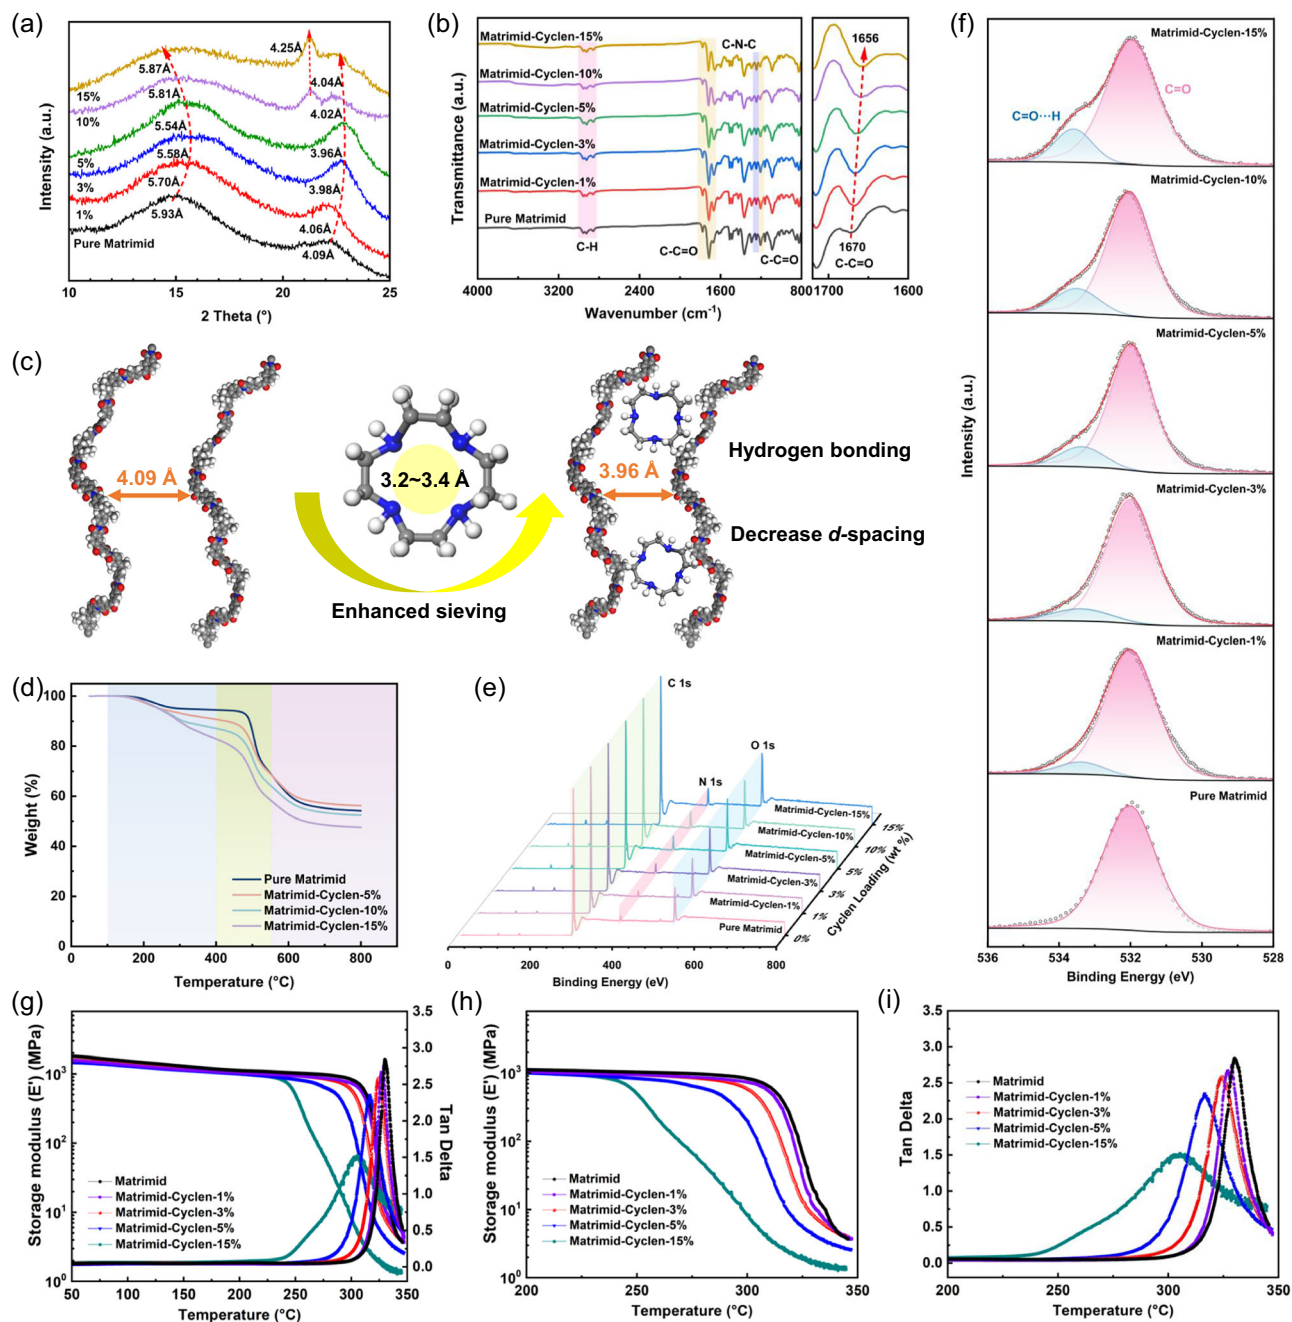 (a)
Intensity (a.u.)
4.25Å
5.87Å
4.04Å
15%
5.81Å
4.02Å
10%
5.54Å
3.96Å
5%
5.58Å
3.98Å
3%
5.70Å
1%
5.93Å
4.06Å
Pure Matrimid
4.09Å
10 15 20 25
2 Theta (°)
(b)
Transmittance (a.u.)
Matrimid-Cyclen-15%
C-N-C
1656
Matrimid-Cyclen-10%
Matrimid-Cyclen-5%
Matrimid-Cyclen-3%
Matrimid-Cyclen-1%
Pure Matrimid
C-H
C-C=O
C-C=O
1670
C-C=O
4000 3200 2400 1600 800 1700 1600
Wavenumber (cm-1)
(c)
4.09 Å
3.2~3.4 Å
Enhanced sieving
3.96 Å
Hydrogen bonding
Decrease d-spacing
(d)
Weight (%)
100
80
60
40
20
0
Pure Matrimid
Matrimid-Cyclen-5%
Matrimid-Cyclen-10%
Matrimid-Cyclen-15%
0 200 400 600 800
Temperature (°C)
(e)
C 1s
N 1s
O 1s
Matrimid-Cyclen-15%
Matrimid-Cyclen-10%
Matrimid-Cyclen-5%
Matrimid-Cyclen-3%
Matrimid-Cyclen-1%
Pure Matrimid
15%
10%
5%
3%
1%
0%
Cyclen Loading (wt %)
0 200 400 600 800
Binding Energy (eV)
(f)
Intensity (a.u.)
Matrimid-Cyclen-15%
C=O
C=O···H
Matrimid-Cyclen-10%
Matrimid-Cyclen-5%
Matrimid-Cyclen-3%
Matrimid-Cyclen-1%
Pure Matrimid
536 534 532 530 528
Binding Energy (eV)
(g)
Storage modulus (E') (MPa)
10³
10²
10¹
10⁰
3.5
3.0
2.5
2.0
1.5
1.0
0.5
0.0
Tan Delta
Matrimid
Matrimid-Cyclen-1%
Matrimid-Cyclen-3%
Matrimid-Cyclen-5%
Matrimid-Cyclen-15%
50 100 150 200 250 300 350
Temperature (°C)
(h)
Storage modulus (E') (MPa)
10³
10²
10¹
10⁰
Matrimid
Matrimid-Cyclen-1%
Matrimid-Cyclen-3%
Matrimid-Cyclen-5%
Matrimid-Cyclen-15%
200 250 300 350
Temperature (°C)
(i)
Tan Delta
3.5
3.0
2.5
2.0
1.5
1.0
0.5
0.0
Matrimid
Matrimid-Cyclen-1%
Matrimid-Cyclen-3%
Matrimid-Cyclen-5%
Matrimid-Cyclen-15%
200 250 300 350
Temperature (°C)